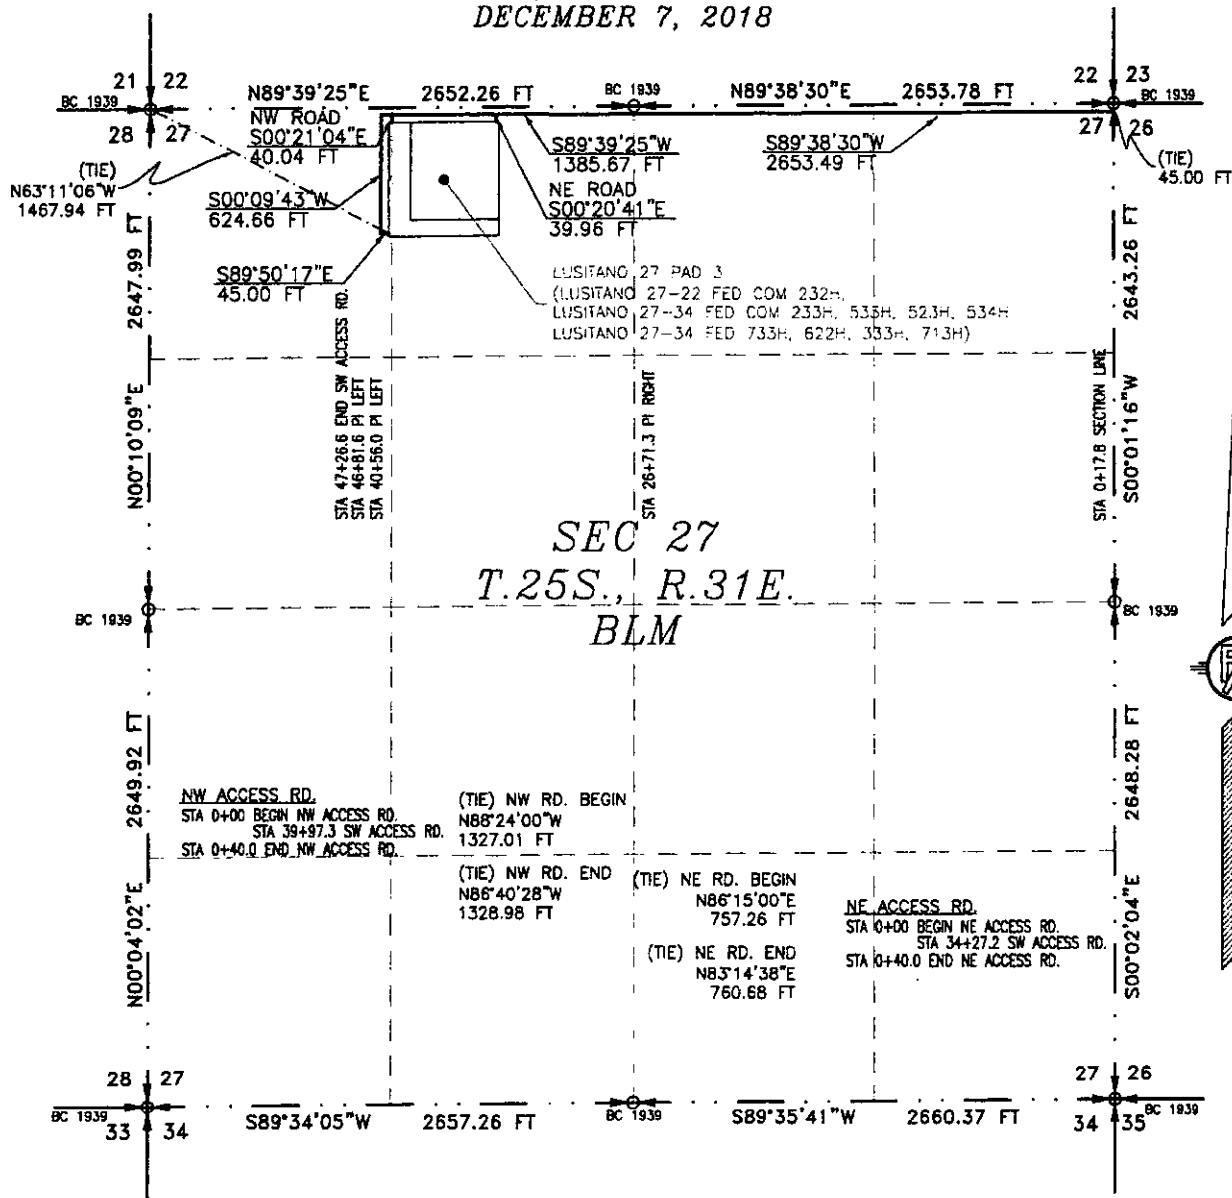 DECEMBER 7, 2018
21 22
22 23
BC 1939
N89°39'25"E 2652.26 FT
BC 1939
N89°38'30"E 2653.78 FT
BC 1939
28 27
27 26
NW ROAD
S00°21'04"E
40.04 FT
S89°39'25"W
1385.67 FT
S89°38'30"W
2653.49 FT
(TIE)
45.00 FT
(TIE)
N63°11'06"W
1467.94 FT
NE ROAD
S00°20'41"E
39.96 FT
S00°09'43"W
624.66 FT
S89°50'17"E
45.00 FT
LUSITANO 27 PAD 3
(LUSITANO 27-22 FED COM 232H,
LUSITANO 27-34 FED COM 233H, 533H, 523H, 534H
LUSITANO 27-34 FED 733H, 622H, 333H, 713H)
2647.99 FT
N00°10'09"E
2643.26 FT
S00°01'16"W
STA 47+26.6 END SW ACCESS RD.
STA 46+81.6 PI LEFT
STA 40+56.0 PI LEFT
STA 26+71.3 PI RIGHT
STA 0+17.8 SECTION LINE
SEC 27
T.25S., R.31E.
BLM
BC 1939
BC 1939
2649.92 FT
N00°04'02"E
2648.28 FT
S00°02'04"E
NW ACCESS RD.
STA 0+00 BEGIN NW ACCESS RD.
STA 39+97.3 SW ACCESS RD.
STA 0+40.0 END NW ACCESS RD.
(TIE) NW RD. BEGIN
N88°24'00"W
1327.01 FT
(TIE) NW RD. END
N86°40'28"W
1328.98 FT
(TIE) NE RD. BEGIN
N86°15'00"E
757.26 FT
(TIE) NE RD. END
N83°14'38"E
760.68 FT
NE ACCESS RD.
STA 0+00 BEGIN NE ACCESS RD.
STA 34+27.2 SW ACCESS RD.
STA 0+40.0 END NE ACCESS RD.
28 27
27 26
BC 1939
S89°34'05"W 2657.26 FT
BC 1939
S89°35'41"W 2660.37 FT
BC 1939
33 34
34 35